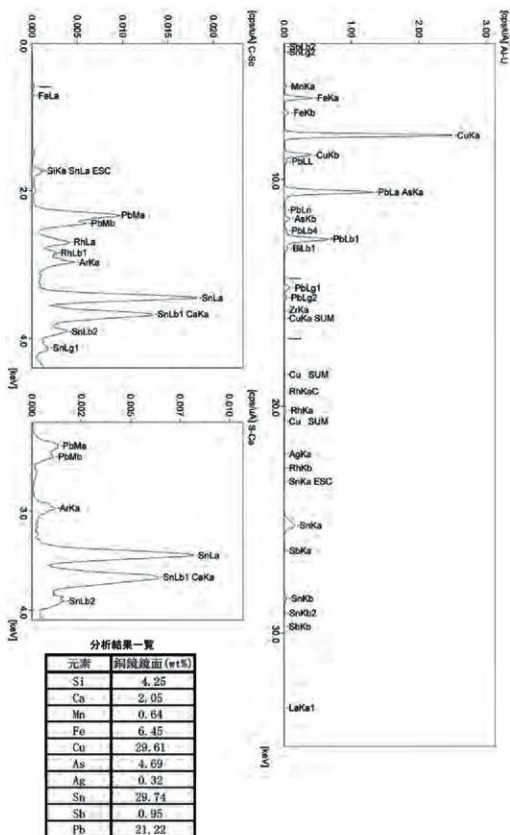 [cps/uA] C-Sc
0.000 0.005 0.010 0.015 0.020
0.0
FeLa
SiKa SnLa ESC
2.0
PbMa
PbMb
RhLa
RhLb1
ArKa
SnLa
SnLb1 CaKa
SnLb2
4.0
SnLg1
[keV]
[cps/uA] S-Ca
0.000 0.002 0.005 0.007 0.010
PbMa
PbMb
3.0
ArKa
SnLa
SnLb1 CaKa
SnLb2
4.0
[keV]
[cps/uA] Al-U
0.00 1.00 2.00 3.00
SbLb2
SbLg2
MnKa
FeKa
FeKb
CuKa
CuKb
PbLL
10.0
PbLa AsKa
PbLn
AsKb
PbLb4
PbLb1
BiLb1
PbLg1
PbLg2
ZrKa
CuKa SUM
Cu SUM
RhKaC
20.0
RhKa
Cu SUM
AgKa
RhKb
SnKa ESC
SnKa
SbKa
SnKb
SnKb2
SbKb
30.0
LaKa1
[keV]
分析結果一覧
元素 銅鏡鏡面(wt%)
Si 4.25
Ca 2.05
Mn 0.64
Fe 6.45
Cu 29.61
As 4.69
Ag 0.32
Sn 29.74
Sb 0.95
Pb 21.22